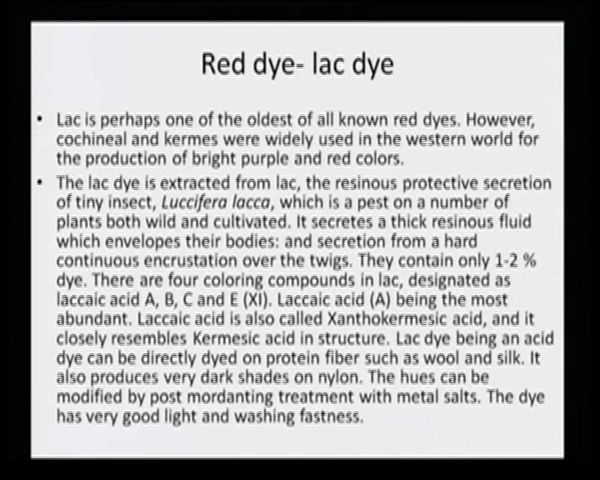 Red dye- lac dye
• Lac is perhaps one of the oldest of all known red dyes. However,
cochineal and kermes were widely used in the western world for
the production of bright purple and red colors.
• The lac dye is extracted from lac, the resinous protective secretion
of tiny insect, Luccifera lacca, which is a pest on a number of
plants both wild and cultivated. It secretes a thick resinous fluid
which envelopes their bodies: and secretion from a hard
continuous encrustation over the twigs. They contain only 1-2 %
dye. There are four coloring compounds in lac, designated as
laccaic acid A, B, C and E (XI). Laccaic acid (A) being the most
abundant. Laccaic acid is also called Xanthokermesic acid, and it
closely resembles Kermesic acid in structure. Lac dye being an acid
dye can be directly dyed on protein fiber such as wool and silk. It
also produces very dark shades on nylon. The hues can be
modified by post mordanting treatment with metal salts. The dye
has very good light and washing fastness.